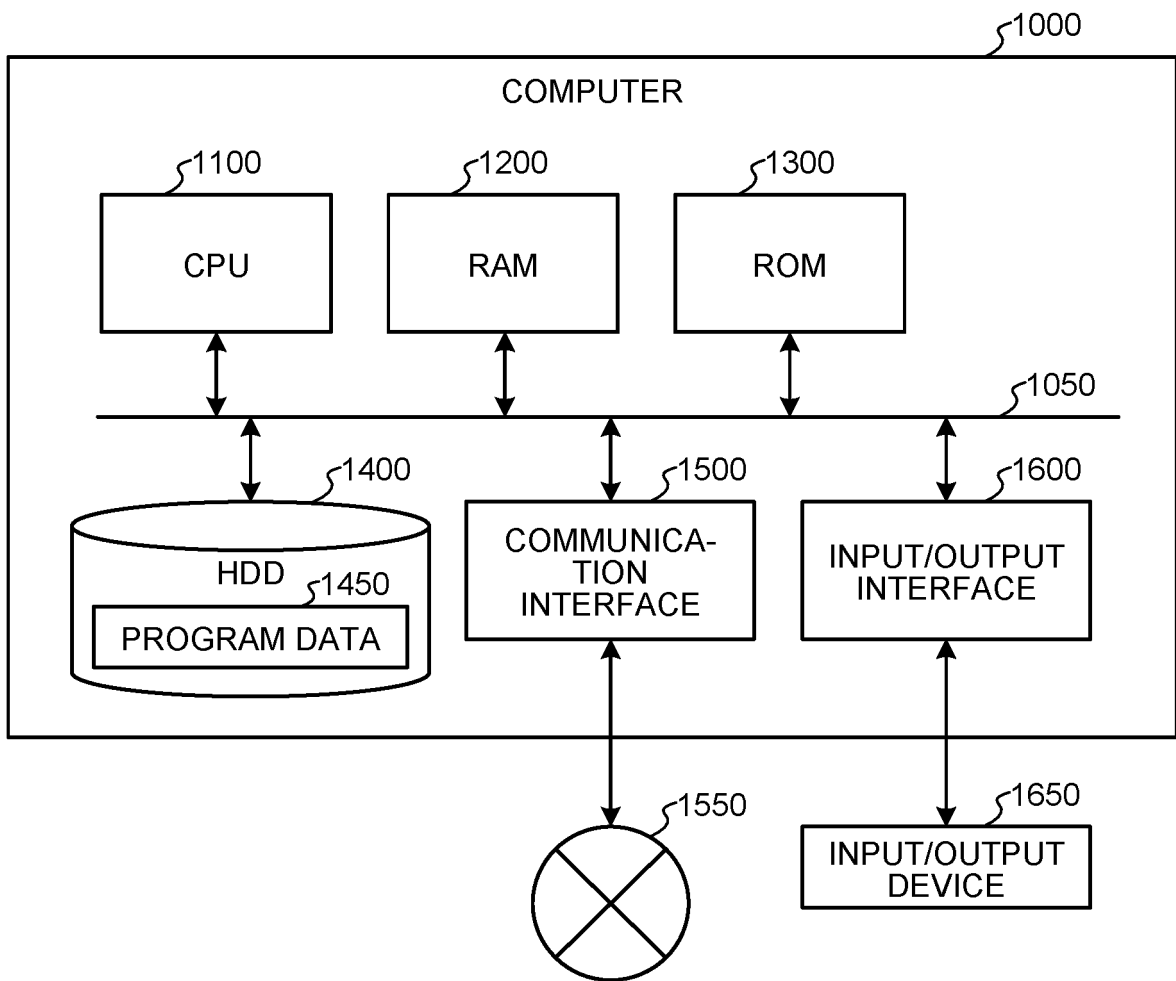 1000
COMPUTER
1100
1200
1300
CPU
RAM
ROM
1050
1400
1500
1600
HDD
1450
PROGRAM DATA
COMMUNICA-
TION
INTERFACE
INPUT/OUTPUT
INTERFACE
1550
1650
INPUT/OUTPUT
DEVICE